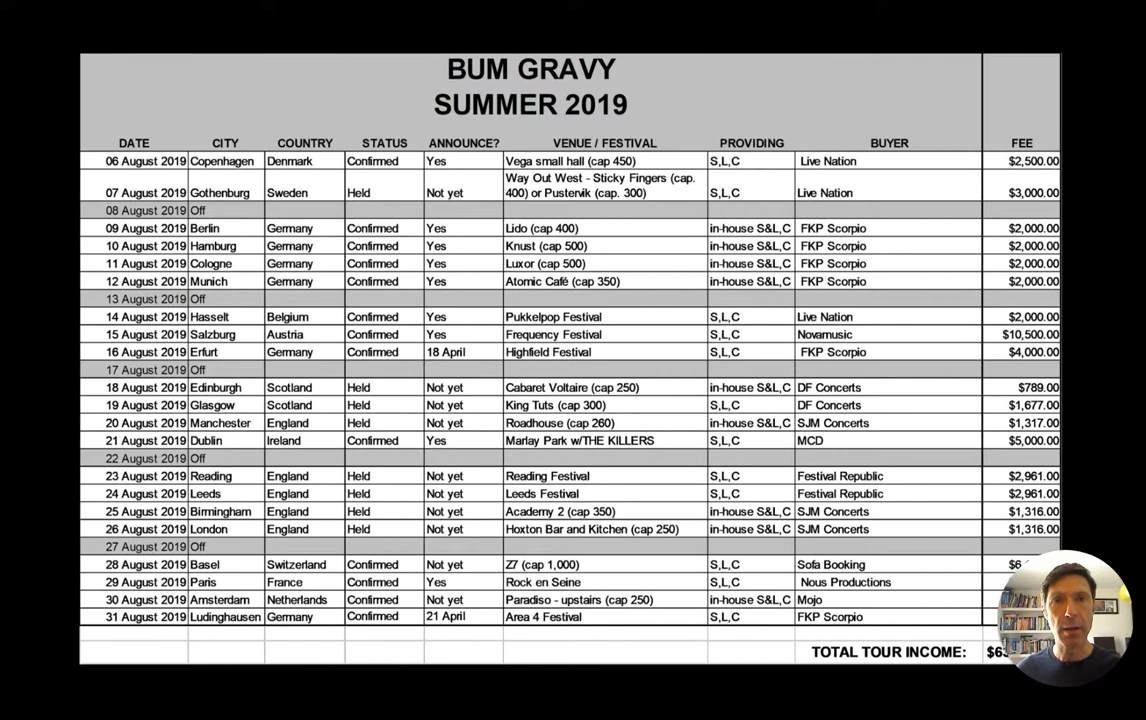 BUM GRAVY
SUMMER 2019
DATE CITY COUNTRY STATUS ANNOUNCE? VENUE / FESTIVAL PROVIDING BUYER FEE
06 August 2019 Copenhagen Denmark Confirmed Yes Vega small hall (cap 450) S,L,C Live Nation $2,500.00
Way Out West - Sticky Fingers (cap.
07 August 2019 Gothenburg Sweden Held Not yet 400) or Pustervik (cap. 300) S,L,C Live Nation $3,000.00
08 August 2019 Off
09 August 2019 Berlin Germany Confirmed Yes Lido (cap 400) in-house S&L,C FKP Scorpio $2,000.00
10 August 2019 Hamburg Germany Confirmed Yes Knust (cap 500) in-house S&L,C FKP Scorpio $2,000.00
11 August 2019 Cologne Germany Confirmed Yes Luxor (cap 500) in-house S&L,C FKP Scorpio $2,000.00
12 August 2019 Munich Germany Confirmed Yes Atomic Café (cap 350) in-house S&L,C FKP Scorpio $2,000.00
13 August 2019 Off
14 August 2019 Hasselt Belgium Confirmed Yes Pukkelpop Festival S,L,C Live Nation $2,000.00
15 August 2019 Salzburg Austria Confirmed Yes Frequency Festival S,L,C Novamusic $10,500.00
16 August 2019 Erfurt Germany Confirmed 18 April Highfield Festival S,L,C FKP Scorpio $4,000.00
17 August 2019 Off
18 August 2019 Edinburgh Scotland Held Not yet Cabaret Voltaire (cap 250) in-house S&L,C DF Concerts $789.00
19 August 2019 Glasgow Scotland Held Not yet King Tuts (cap 300) S,L,C DF Concerts $1,677.00
20 August 2019 Manchester England Held Not yet Roadhouse (cap 260) in-house S&L,C SJM Concerts $1,317.00
21 August 2019 Dublin Ireland Confirmed Yes Marlay Park w/THE KILLERS S,L,C MCD $5,000.00
22 August 2019 Off
23 August 2019 Reading England Held Not yet Reading Festival S,L,C Festival Republic $2,961.00
24 August 2019 Leeds England Held Not yet Leeds Festival S,L,C Festival Republic $2,961.00
25 August 2019 Birmingham England Held Not yet Academy 2 (cap 350) in-house S&L,C SJM Concerts $1,316.00
26 August 2019 London England Held Not yet Hoxton Bar and Kitchen (cap 250) in-house S&L,C SJM Concerts $1,316.00
27 August 2019 Off
28 August 2019 Basel Switzerland Confirmed Not yet Z7 (cap 1,000) S,L,C Sofa Booking
29 August 2019 Paris France Confirmed Yes Rock en Seine S,L,C Nous Productions
30 August 2019 Amsterdam Netherlands Confirmed Not yet Paradiso - upstairs (cap 250) in-house S&L,C Mojo
31 August 2019 Ludinghausen Germany Confirmed 21 April Area 4 Festival S,L,C FKP Scorpio
TOTAL TOUR INCOME: